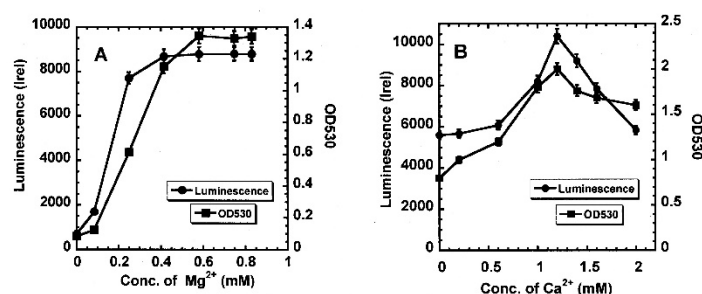 A
Luminescence (Irel)
10000
8000
6000
4000
2000
0
0 0.2 0.4 0.6 0.8 1
Conc. of Mg²⁺ (mM)
1.4
1.2
1
0.8
0.6
0.4
0.2
0
OD530
Luminescence
OD530
B
Luminescence (Irel)
10000
8000
6000
4000
2000
0
0.0 0.5 1.0 1.5 2.0
Conc. of Ca²⁺ (mM)
2.5
2
1.5
1
0.5
0
OD530
Luminescence
OD530